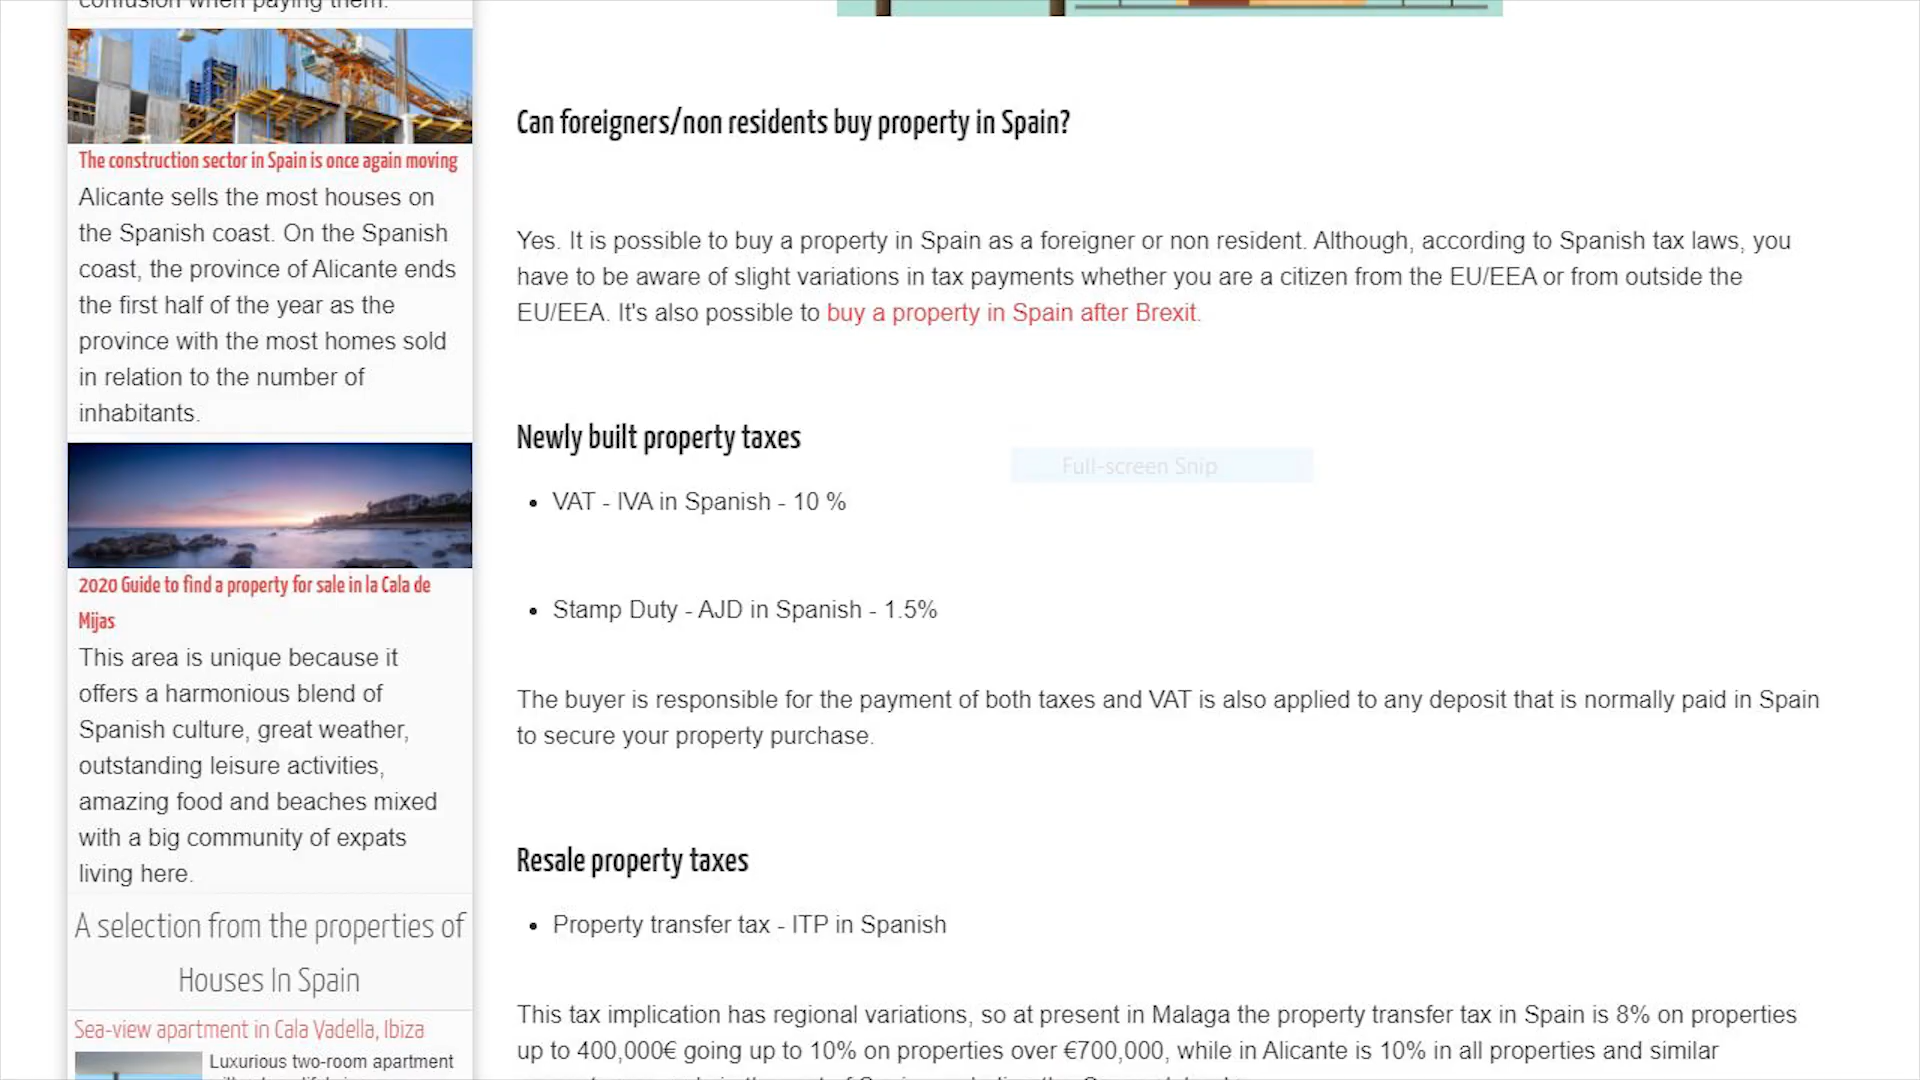 confusion when paying them.
The construction sector in Spain is once again moving
Alicante sells the most houses on
the Spanish coast. On the Spanish
coast, the province of Alicante ends
the first half of the year as the
province with the most homes sold
in relation to the number of
inhabitants.
2020 Guide to find a property for sale in la Cala de
Mijas
This area is unique because it
offers a harmonious blend of
Spanish culture, great weather,
outstanding leisure activities,
amazing food and beaches mixed
with a big community of expats
living here.
A selection from the properties of
Houses In Spain
Sea-view apartment in Cala Vadella, Ibiza
Luxurious two-room apartment
Can foreigners/non residents buy property in Spain?
Yes. It is possible to buy a property in Spain as a foreigner or non resident. Although, according to Spanish tax laws, you
have to be aware of slight variations in tax payments whether you are a citizen from the EU/EEA or from outside the
EU/EEA. It's also possible to buy a property in Spain after Brexit.
Newly built property taxes
Full-screen Snip
• VAT - IVA in Spanish - 10 %
• Stamp Duty - AJD in Spanish - 1.5%
The buyer is responsible for the payment of both taxes and VAT is also applied to any deposit that is normally paid in Spain
to secure your property purchase.
Resale property taxes
• Property transfer tax - ITP in Spanish
This tax implication has regional variations, so at present in Malaga the property transfer tax in Spain is 8% on properties
up to 400,000€ going up to 10% on properties over €700,000, while in Alicante is 10% in all properties and similar